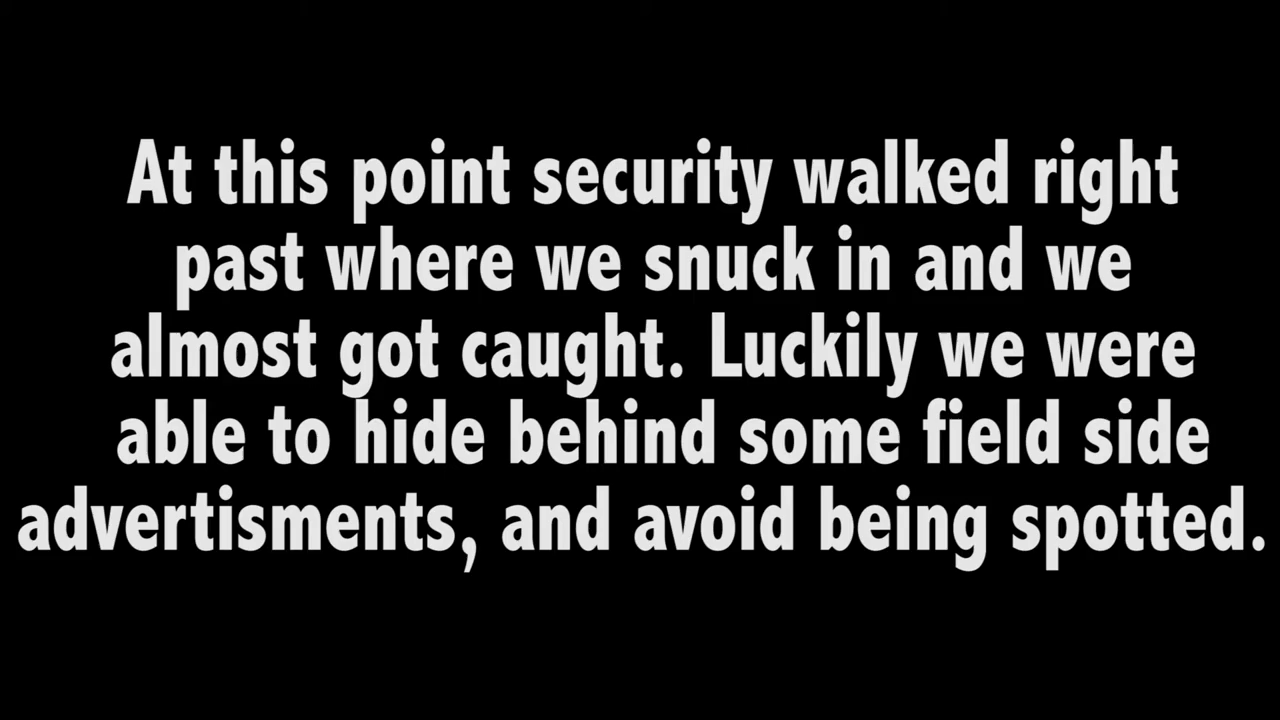 At this point security walked right
past where we snuck in and we
almost got caught. Luckily we were
able to hide behind some field side
advertisments, and avoid being spotted.